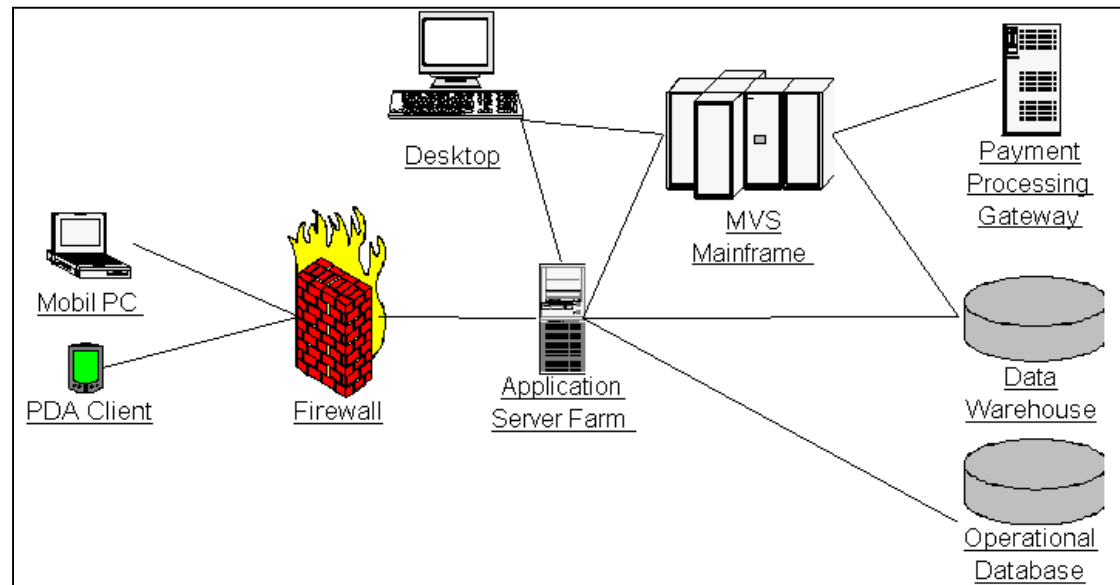 Desktop
MVS
Mainframe
Payment
Processing
Gateway
Mobil PC
PDA Client
Firewall
Application
Server Farm
Data
Warehouse
Operational
Database